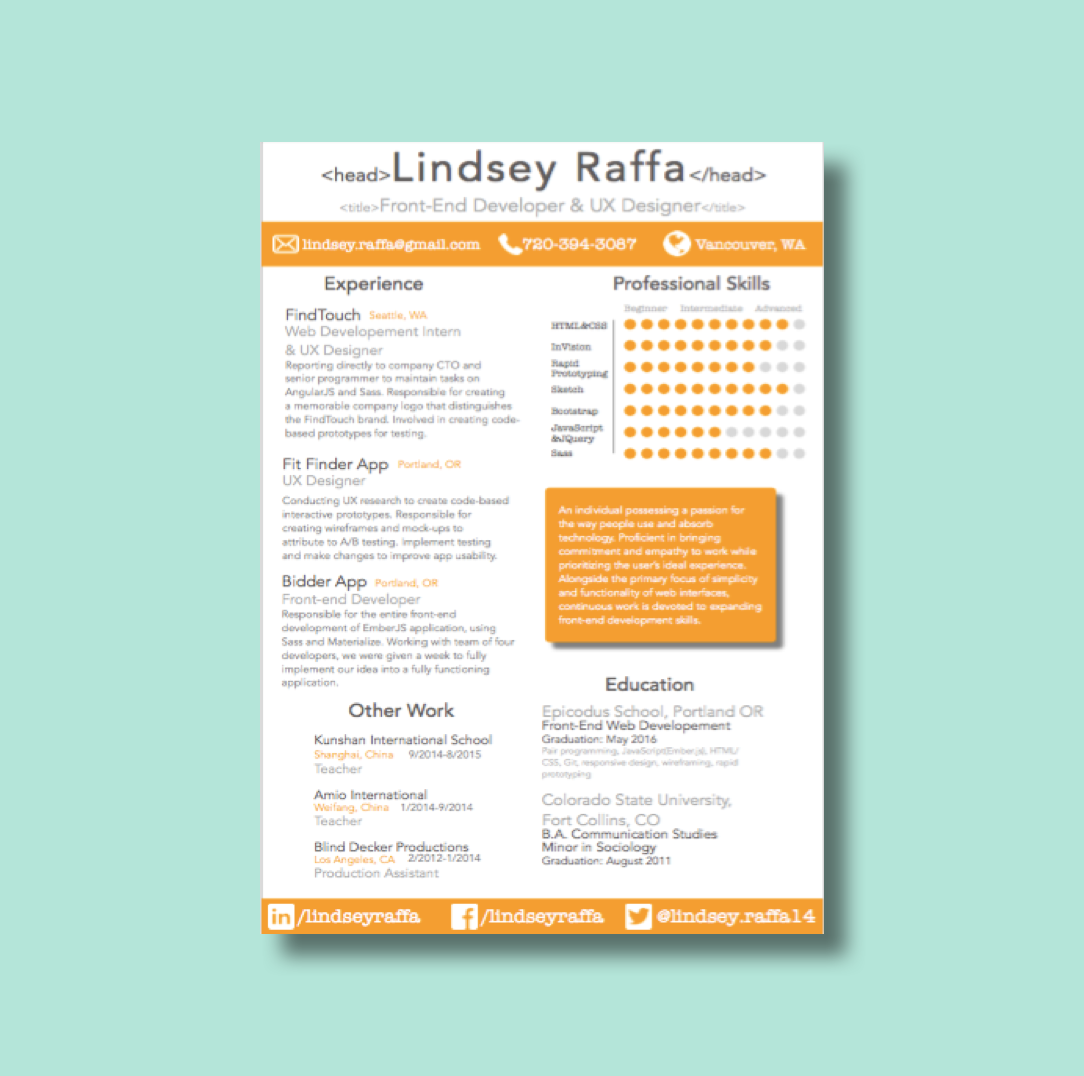 <head>Lindsey Raffa</head>
<title>Front-End Developer & UX Designer</title>
lindsey.raffa@gmail.com 720-394-3087 Vancouver, WA
Experience
FindTouch Seattle, WA
Web Developement Intern
& UX Designer
Reporting directly to company CTO and
senior programmer to maintain tasks on
AngularJS and Sass. Responsible for creating
a memorable company logo that distinguishes
the FindTouch brand. Involved in creating code-
based prototypes for testing.
Fit Finder App Portland, OR
UX Designer
Conducting UX research to create code-based
interactive prototypes. Responsible for
creating wireframes and mock-ups to
attribute to A/B testing. Implement testing
and make changes to improve app usability.
Bidder App Portland, OR
Front-end Developer
Responsible for the entire front-end
development of EmberJS application, using
Sass and Materialize. Working with team of four
developers, we were given a week to fully
implement our idea into a fully functioning
application.
Other Work
Kunshan International School
Shanghai, China 9/2014-8/2015
Teacher
Amio International
Weifang, China 1/2014-9/2014
Teacher
Blind Decker Productions
Los Angeles, CA 2/2012-1/2014
Production Assistant
Professional Skills
Beginner Intermediate Advanced
HTML&CSS
InVision
Rapid
Prototyping
Sketch
Bootstrap
JavaScript
&JQuery
Sass
An individual possessing a passion for
the way people use and absorb
technology. Proficient in bringing
commitment and empathy to work while
prioritizing the user's ideal experience.
Alongside the primary focus of simplicity
and functionality of web interfaces,
continuous work is devoted to expanding
front-end development skills.
Education
Epicodus School, Portland OR
Front-End Web Developement
Graduation: May 2016
Pair programming, JavaScript(Ember.js), HTML/
CSS, Git, responsive design, wireframing, rapid
prototyping
Colorado State University,
Fort Collins, CO
B.A. Communication Studies
Minor in Sociology
Graduation: August 2011
in /lindseyraffa f /lindseyraffa @lindsey.raffa14